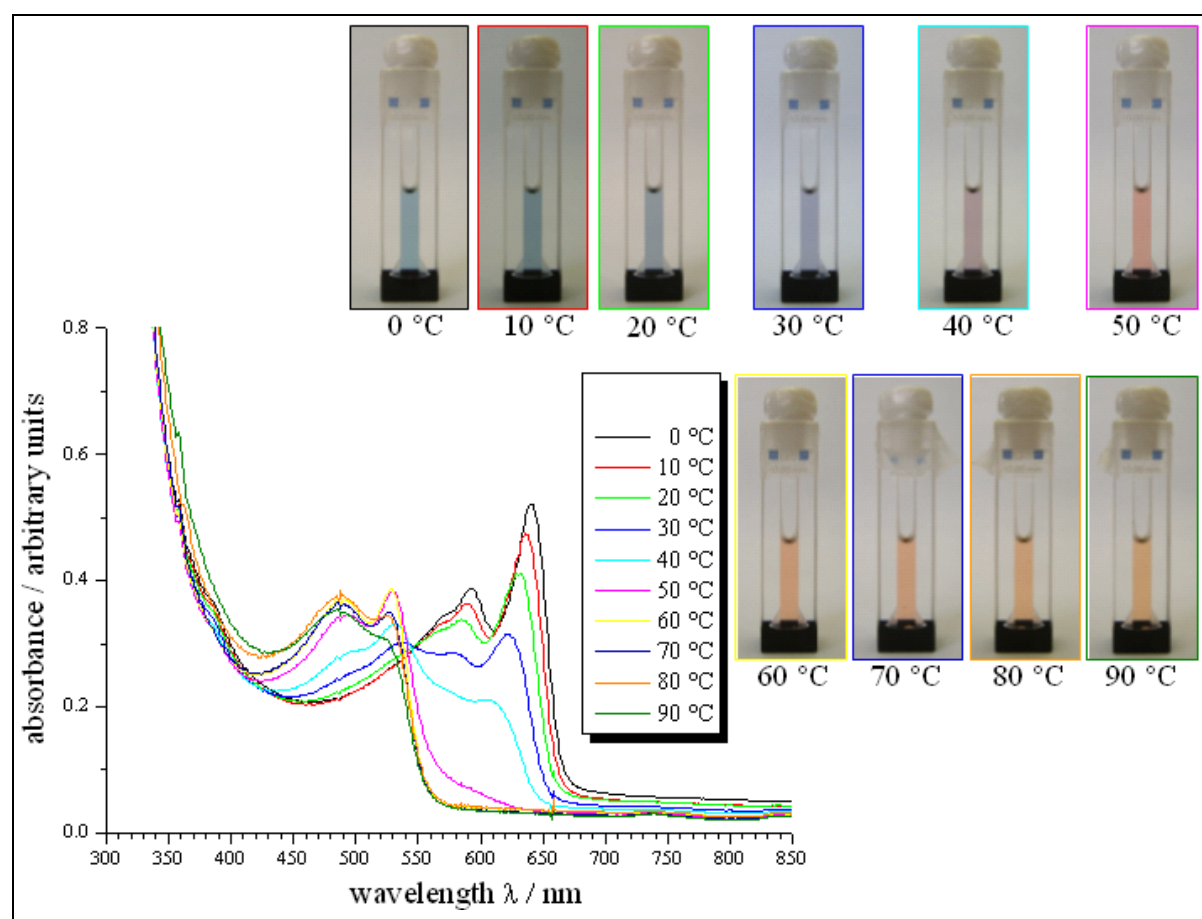 0 °C 10 °C 20 °C 30 °C 40 °C 50 °C
0.8
0.6
0.4
0.2
0.0
absorbance / arbitrary units
0 °C
10 °C
20 °C
30 °C
40 °C
50 °C
60 °C
70 °C
80 °C
90 °C
60 °C 70 °C 80 °C 90 °C
300 350 400 450 500 550 600 650 700 750 800 850
wavelength λ / nm